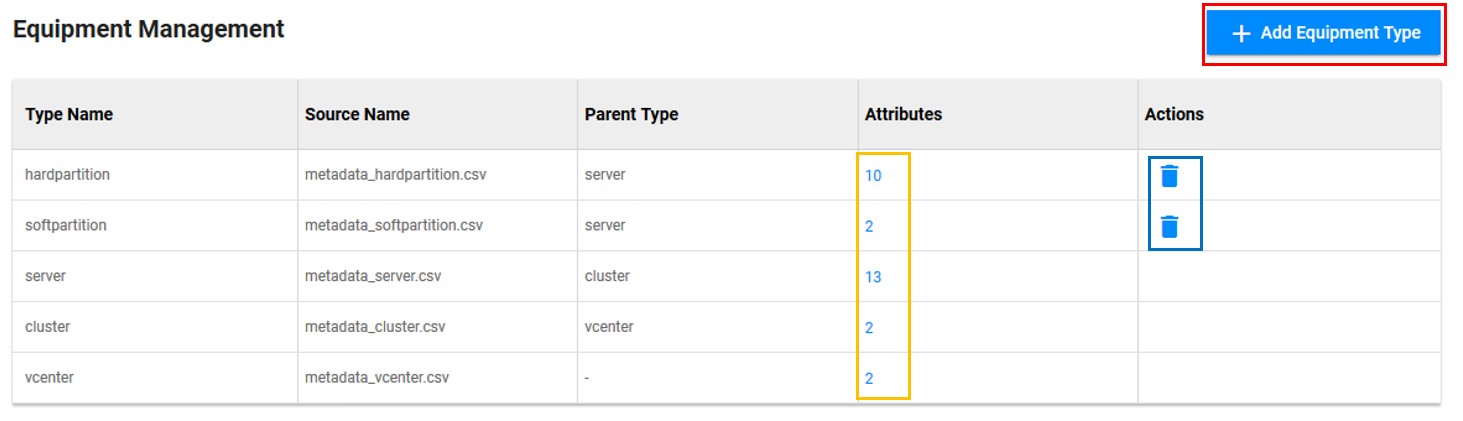 Equipment Management
+ Add Equipment Type
Type Name Source Name Parent Type Attributes Actions
hardpartition metadata_hardpartition.csv server 10
softpartition metadata_softpartition.csv server 2
server metadata_server.csv cluster 13
cluster metadata_cluster.csv vcenter 2
vcenter metadata_vcenter.csv - 2